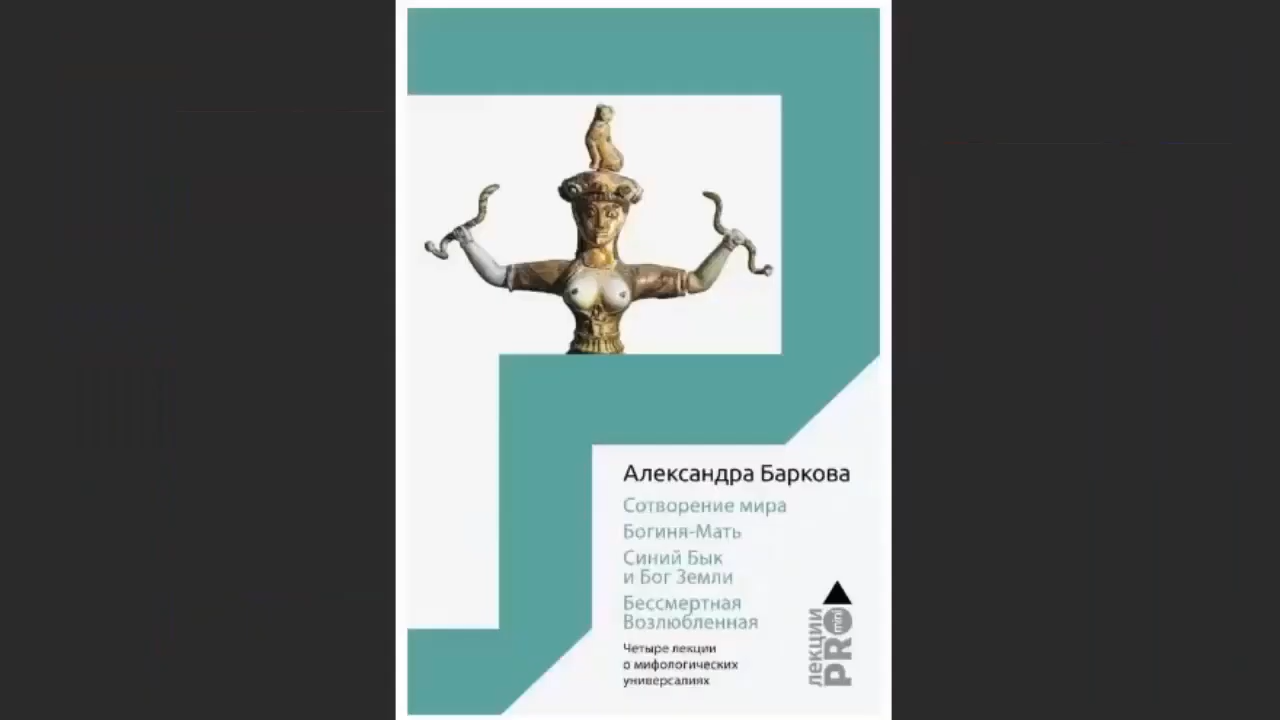 Александра Баркова
Сотворение мира
Богиня-Мать
Синий Бык
и Бог Земли
Бессмертная
Возлюбленная
Четыре лекции
о мифологических
универсалиях
лекции
PRO
mini